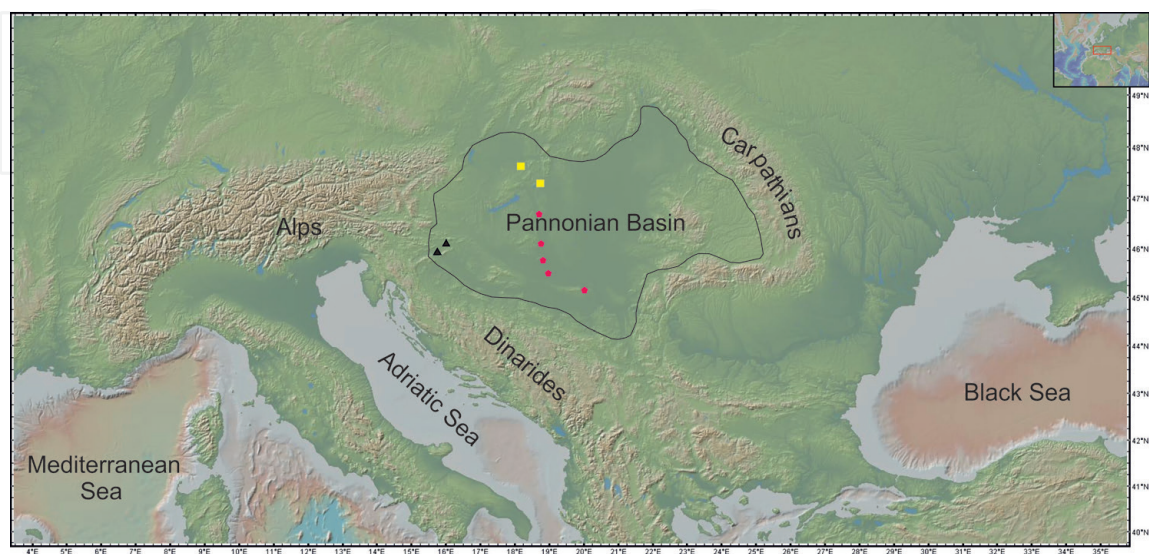 Carpathians
Pannonian Basin
Alps
Dinarides
Adriatic Sea
Black Sea
Mediterranean
Sea
49°N
48°N
47°N
46°N
45°N
44°N
43°N
42°N
41°N
40°N
4°E 5°E 6°E 7°E 8°E 9°E 10°E 11°E 12°E 13°E 14°E 15°E 16°E 17°E 18°E 19°E 20°E 21°E 22°E 23°E 24°E 25°E 26°E 27°E 28°E 29°E 30°E 31°E 32°E 33°E 34°E 35°E